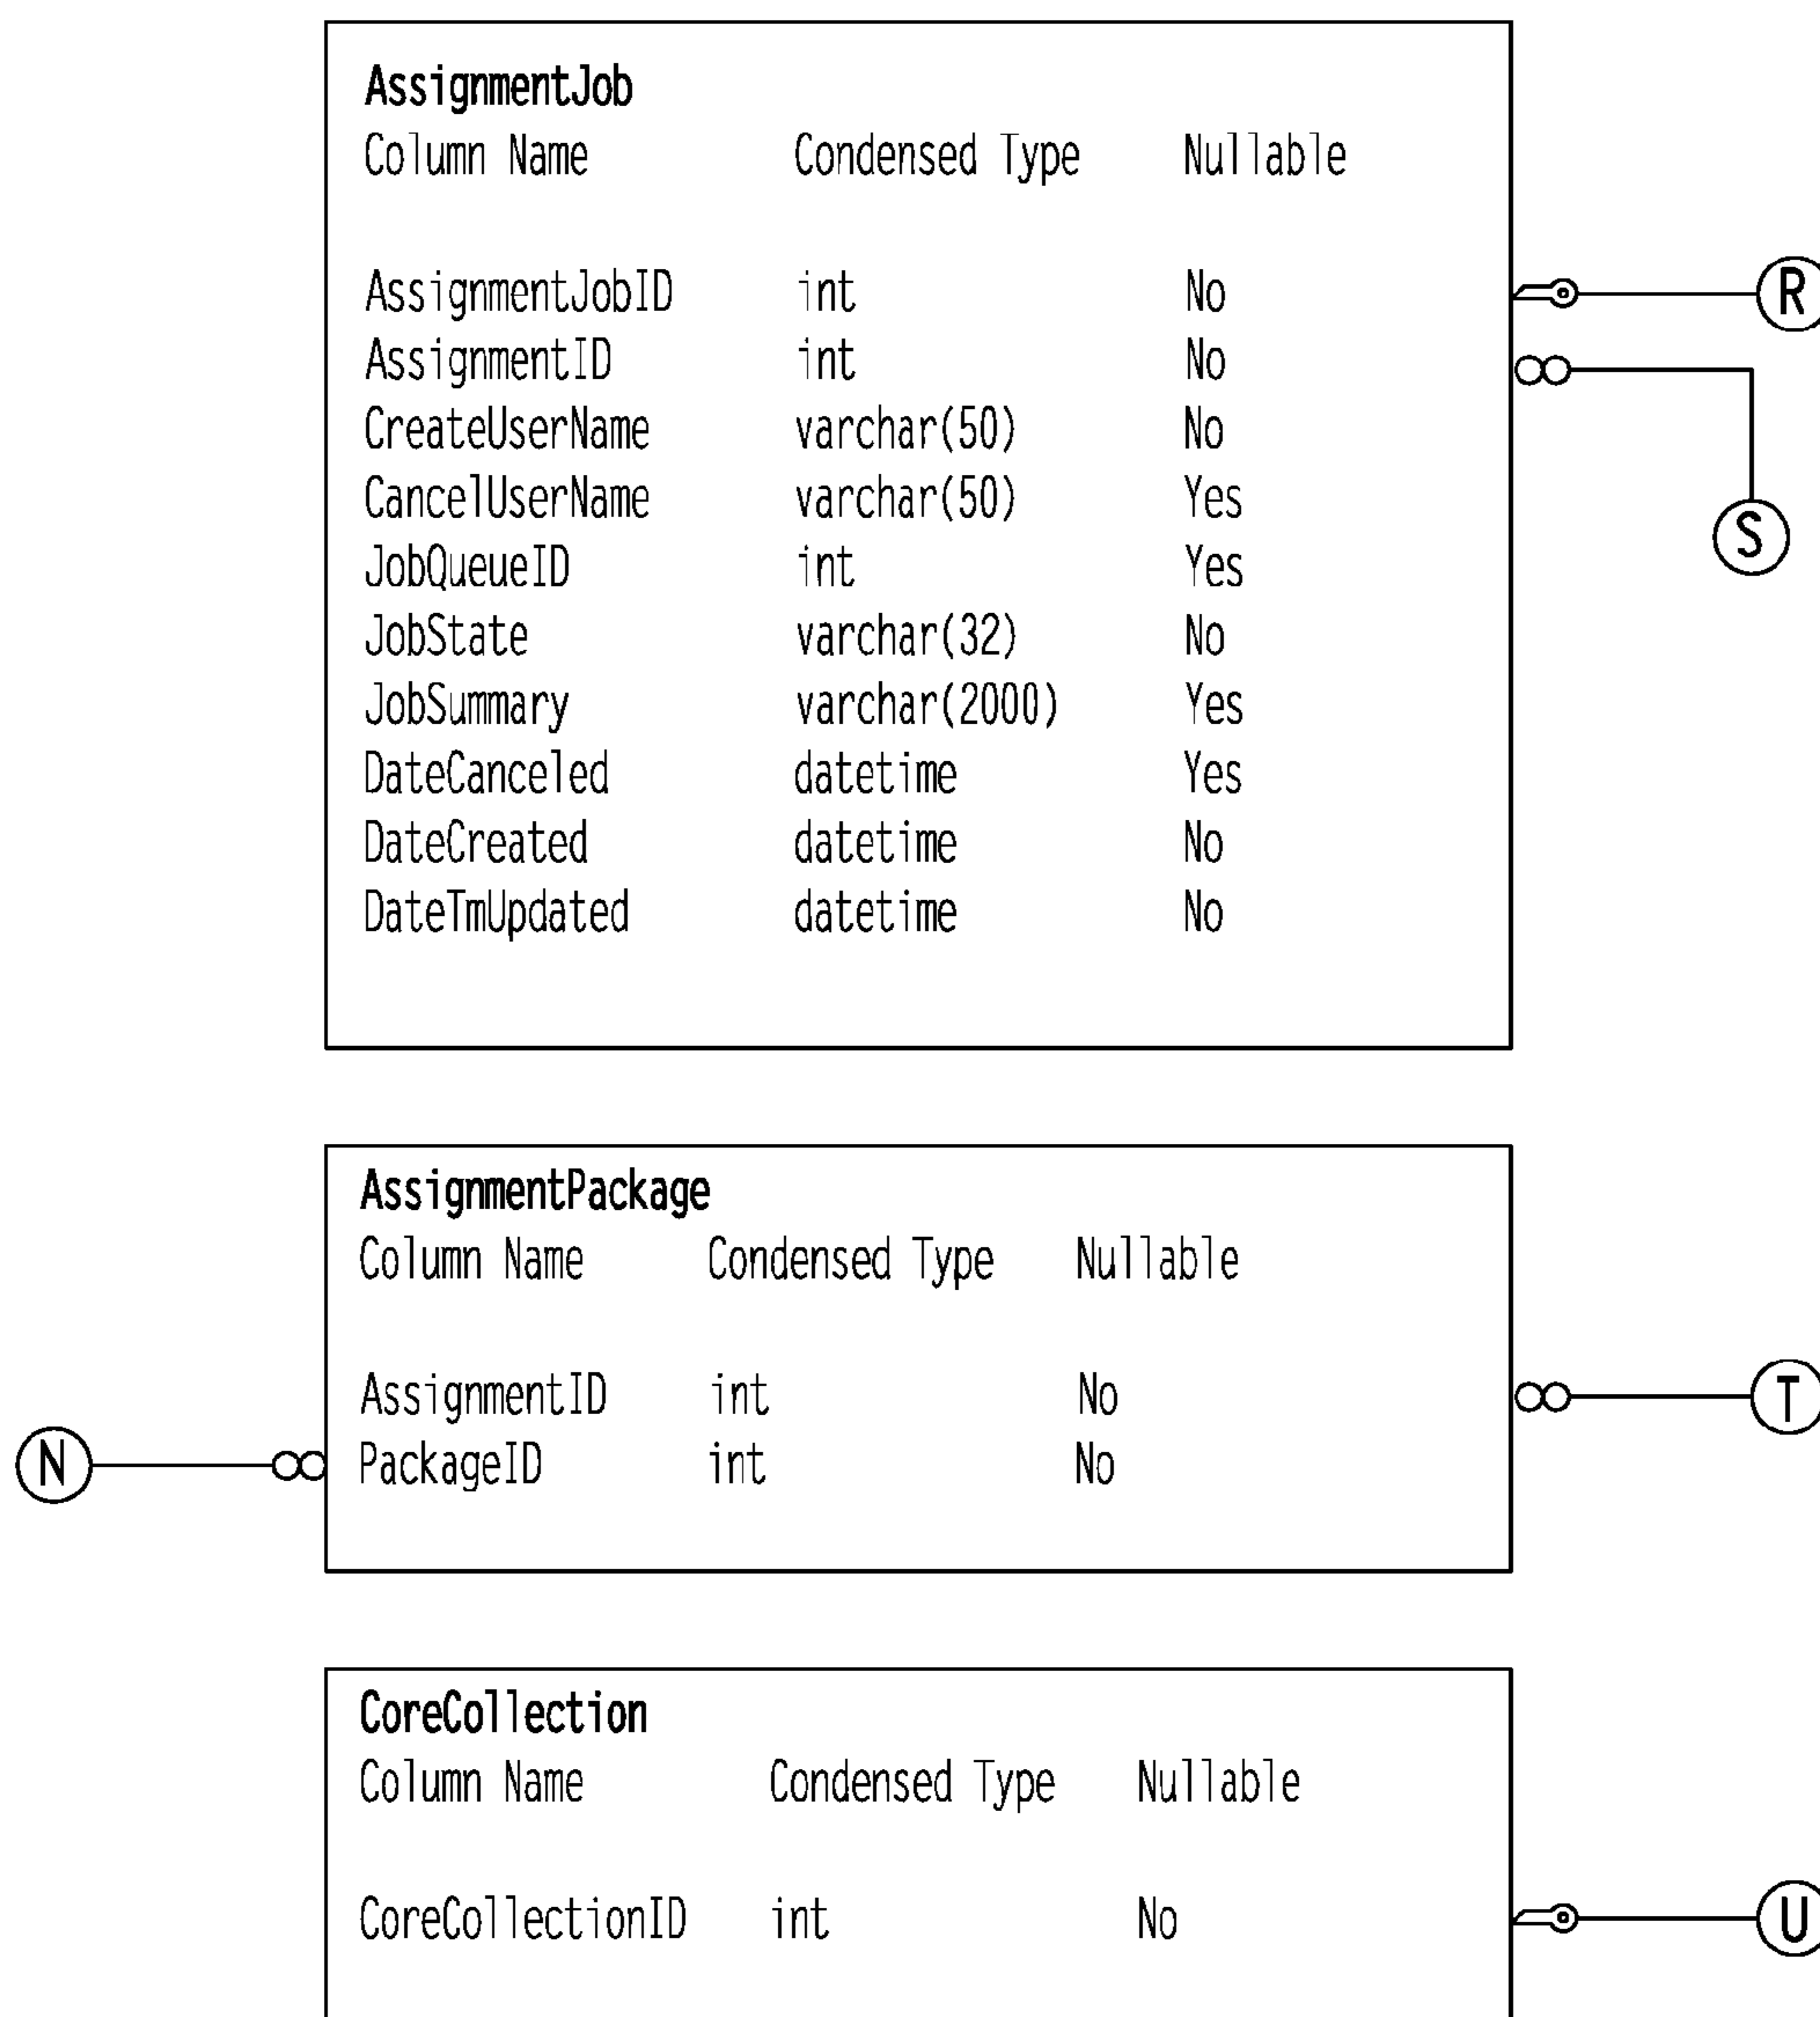 AssignmentJob
Column Name Condensed Type Nullable
AssignmentJobID int No
R
AssignmentID int No
CreateUserName varchar(50) No
CancelUserName varchar(50) Yes
S
JobQueueID int Yes
JobState varchar(32) No
JobSummary varchar(2000) Yes
DateCanceled datetime Yes
DateCreated datetime No
DateTmUpdated datetime No
AssignmentPackage
Column Name Condensed Type Nullable
AssignmentID int No
T
N
PackageID int No
CoreCollection
Column Name Condensed Type Nullable
CoreCollectionID int No
U